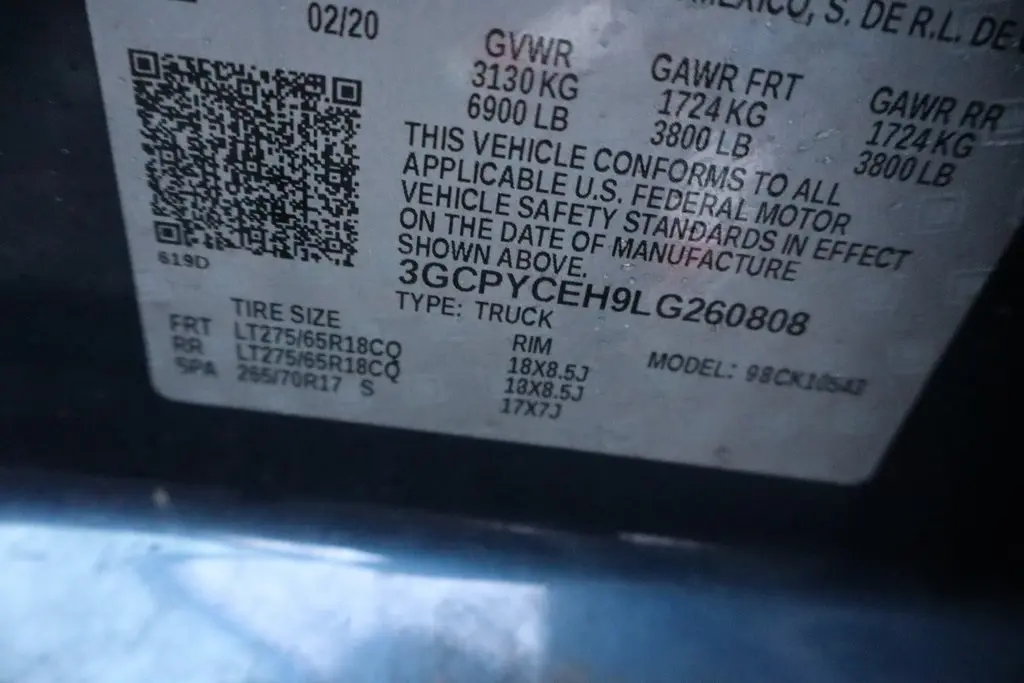 MEXICO, S. DE R.L. DE
02/20
GVWR GAWR FRT GAWR RR
3130 KG 1724 KG 1724 KG
6900 LB 3800 LB 3800 LB
THIS VEHICLE CONFORMS TO ALL
APPLICABLE U.S. FEDERAL MOTOR
VEHICLE SAFETY STANDARDS IN EFFECT
ON THE DATE OF MANUFACTURE
SHOWN ABOVE.
619D
3GCPYCEH9LG260808
TYPE: TRUCK
TIRE SIZE RIM MODEL:
FRT LT275/65R18CQ 18X8.5J
RR LT275/65R18CQ 18X8.5J
SPA 265/70R17 S 17X7J